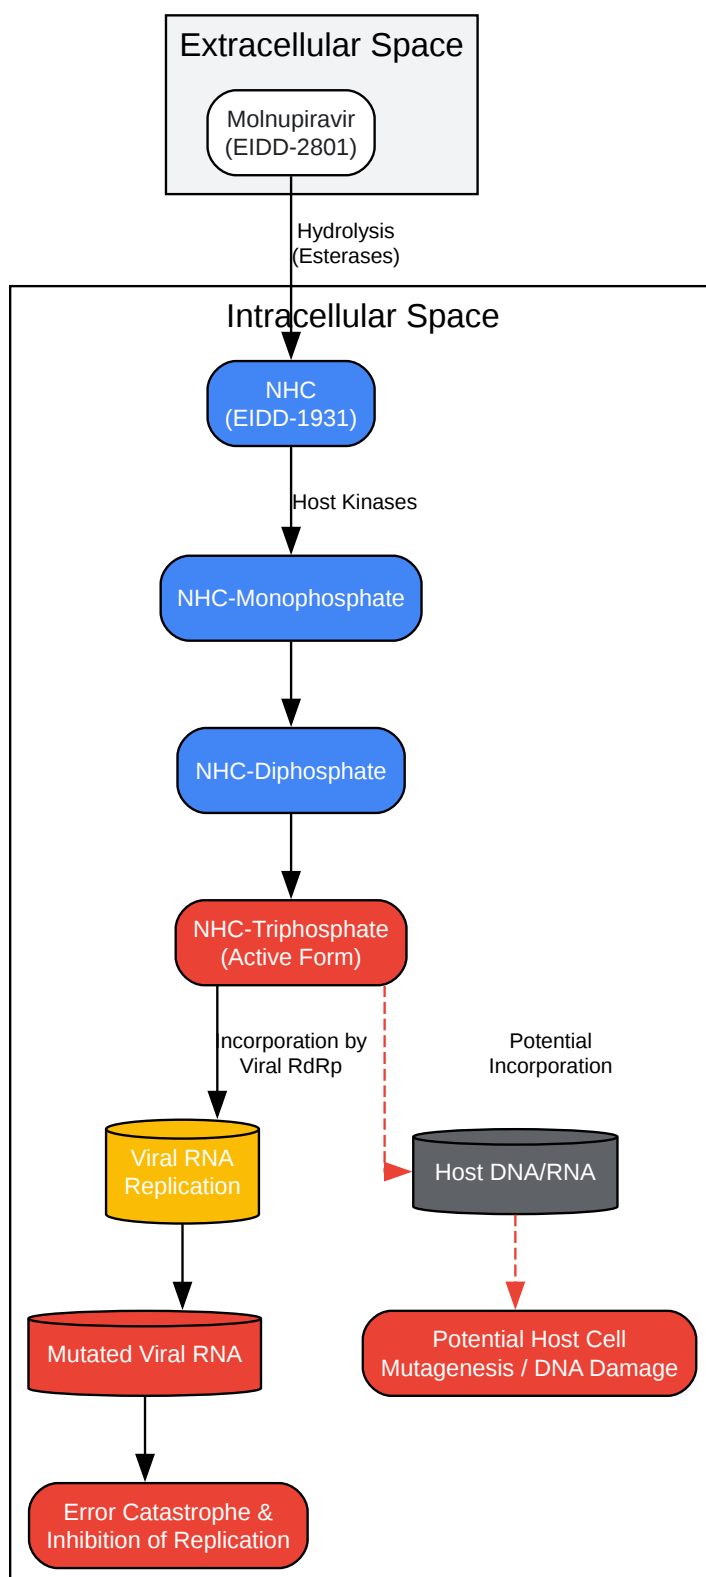 Extracellular Space
Molnupiravir
(EIDD-2801)
Hydrolysis
(Esterases)
Intracellular Space
NHC
(EIDD-1931)
Host Kinases
NHC-Monophosphate
NHC-Diphosphate
NHC-Triphosphate
(Active Form)
Incorporation by
Viral RdRp
Potential
Incorporation
Viral RNA
Replication
Host DNA/RNA
Mutated Viral RNA
Potential Host Cell
Mutagenesis / DNA Damage
Error Catastrophe &
Inhibition of Replication